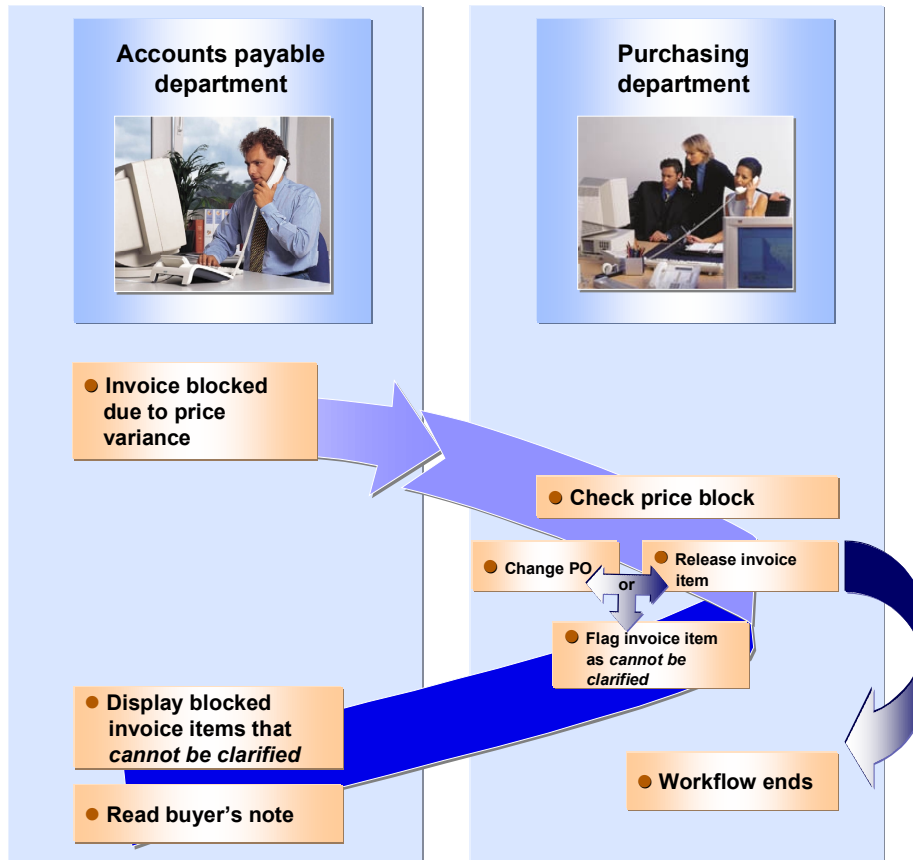 Accounts payable
department
Purchasing
department
● Invoice blocked
due to price
variance
● Check price block
● Change PO
or
● Release invoice
item
● Flag invoice item
as cannot be
clarified
● Display blocked
invoice items that
cannot be clarified
● Read buyer's note
● Workflow ends